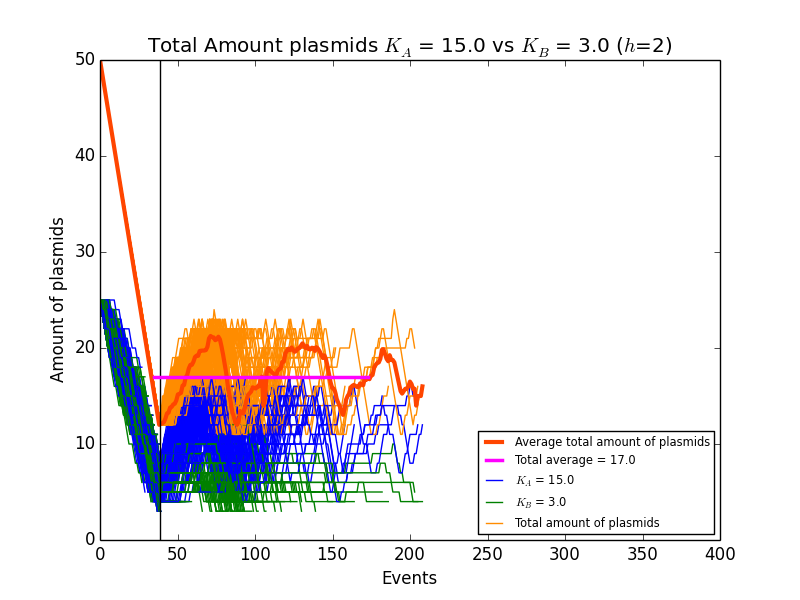 Total Amount plasmids K_A = 15.0 vs K_B = 3.0 (h=2)
50
40
30
20
10
0
Amount of plasmids
Average total amount of plasmids
Total average = 17.0
K_A = 15.0
K_B = 3.0
Total amount of plasmids
0 50 100 150 200 250 300 350 400
Events